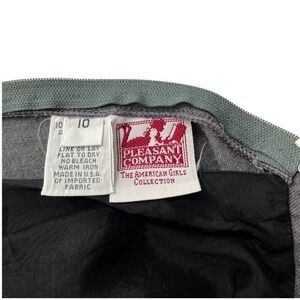 10
LINE OR LAY
FLAT TO DRY
NO BLEACH
WARM IRON
MADE IN U.S.A.
OF IMPORTED
FABRIC
PLEASANT
COMPANY
THE AMERICAN GIRLS
COLLECTION